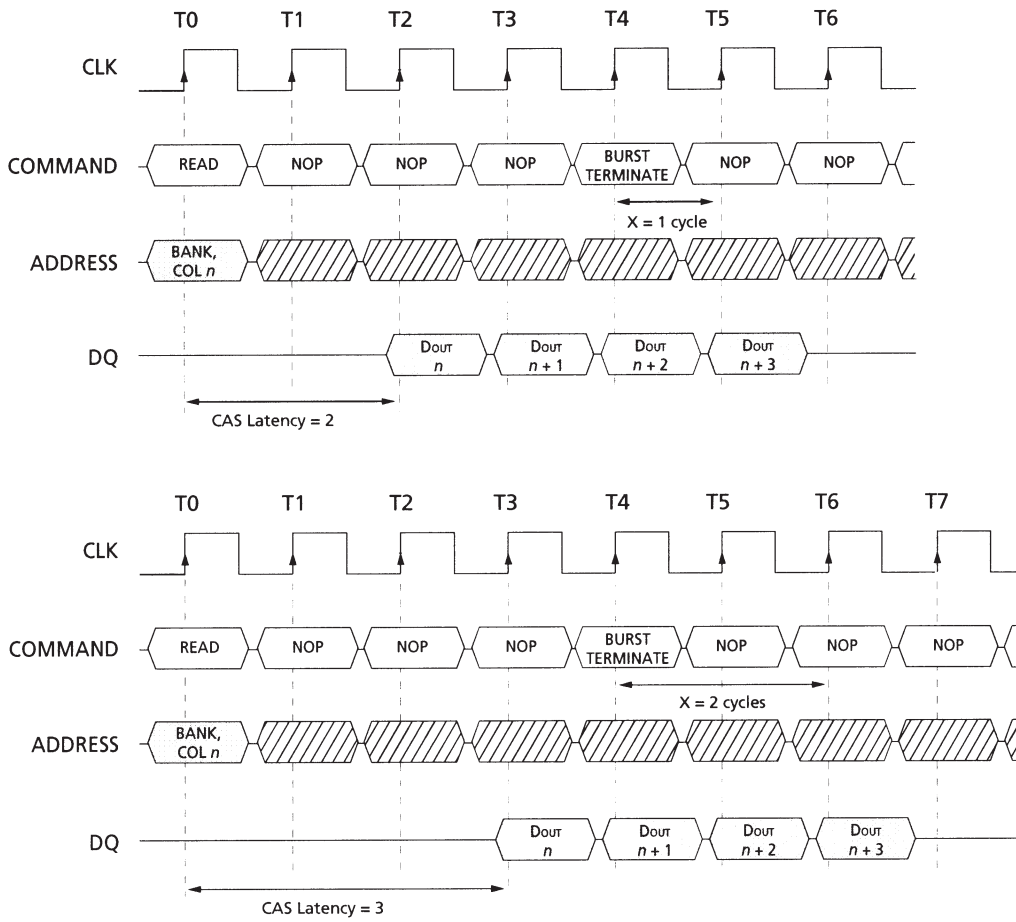 T0 T1 T2 T3 T4 T5 T6
CLK
COMMAND READ NOP NOP NOP BURST TERMINATE NOP NOP
X = 1 cycle
ADDRESS BANK, COL n
DQ DOUT n DOUT n + 1 DOUT n + 2 DOUT n + 3
CAS Latency = 2
T0 T1 T2 T3 T4 T5 T6 T7
CLK
COMMAND READ NOP NOP NOP BURST TERMINATE NOP NOP NOP
X = 2 cycles
ADDRESS BANK, COL n
DQ DOUT n DOUT n + 1 DOUT n + 2 DOUT n + 3
CAS Latency = 3